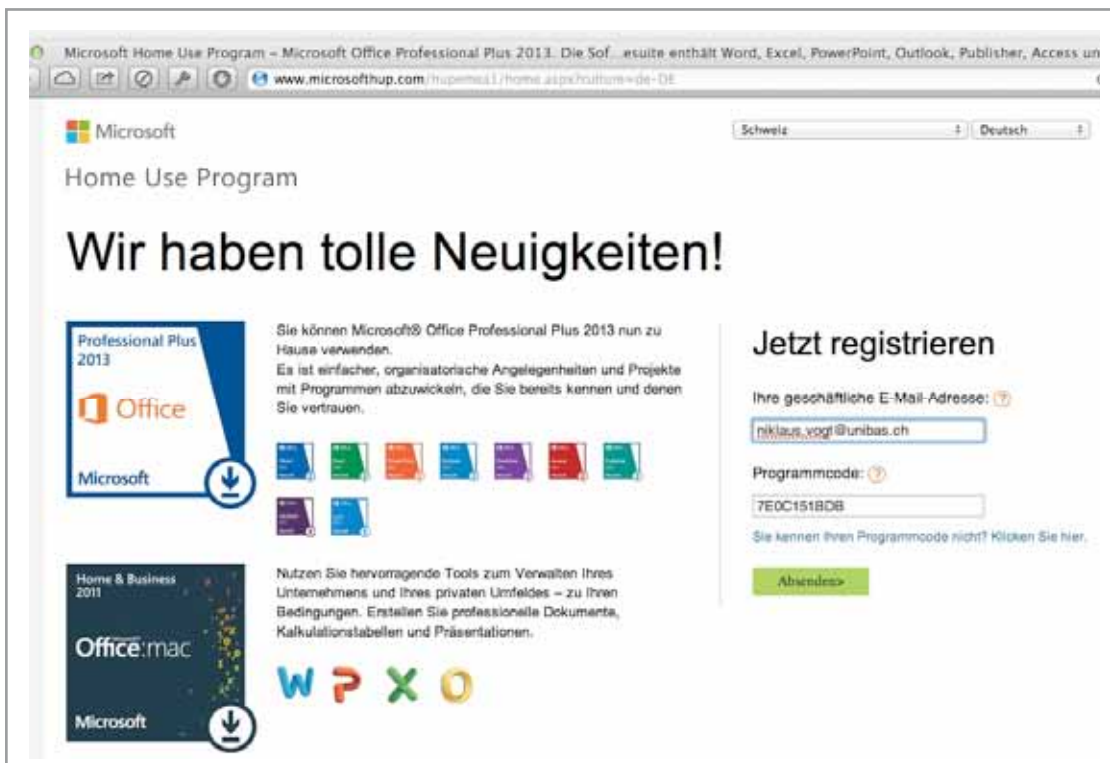 Microsoft Home Use Program – Microsoft Office Professional Plus 2013. Die Sof...esuite enthält Word, Excel, PowerPoint, Outlook, Publisher, Access un
www.microsofthup.com/hupemea1/home.aspx?culture=de-DE
Microsoft
Schweiz
Deutsch
Home Use Program
Wir haben tolle Neuigkeiten!
Professional Plus
2013
Office
Microsoft
Sie können Microsoft® Office Professional Plus 2013 nun zu
Hause verwenden.
Es ist einfacher, organisatorische Angelegenheiten und Projekte
mit Programmen abzuwickeln, die Sie bereits kennen und denen
Sie vertrauen.
Jetzt registrieren
Ihre geschäftliche E-Mail-Adresse: ?
niklaus.vogt@unibas.ch
Programmcode: ?
7E0C151BDB
Sie kennen Ihren Programmcode nicht? Klicken Sie hier.
Absenden>
Home & Business
2011
Office:mac
Microsoft
Nutzen Sie hervorragende Tools zum Verwalten Ihres
Unternehmens und Ihres privaten Umfeldes – zu Ihren
Bedingungen. Erstellen Sie professionelle Dokumente,
Kalkulationstabellen und Präsentationen.
W P X O